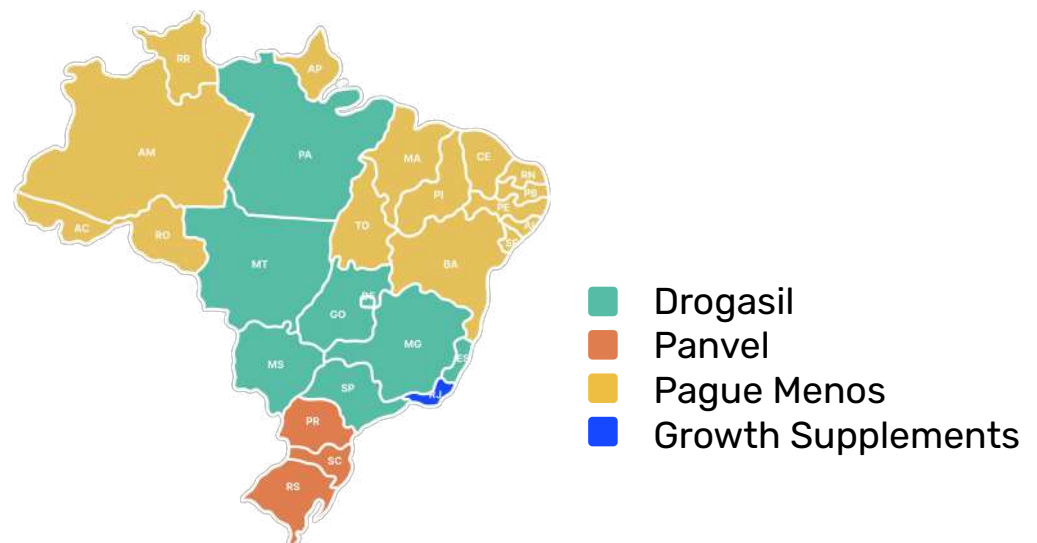 RR
AP
AM
PA
MA
CE
RN
PB
PI
PE
AC
RO
TO
SE
MT
BA
DF
GO
MG
ES
MS
SP
RJ
PR
SC
RS
Drogasil
Panvel
Pague Menos
Growth Supplements